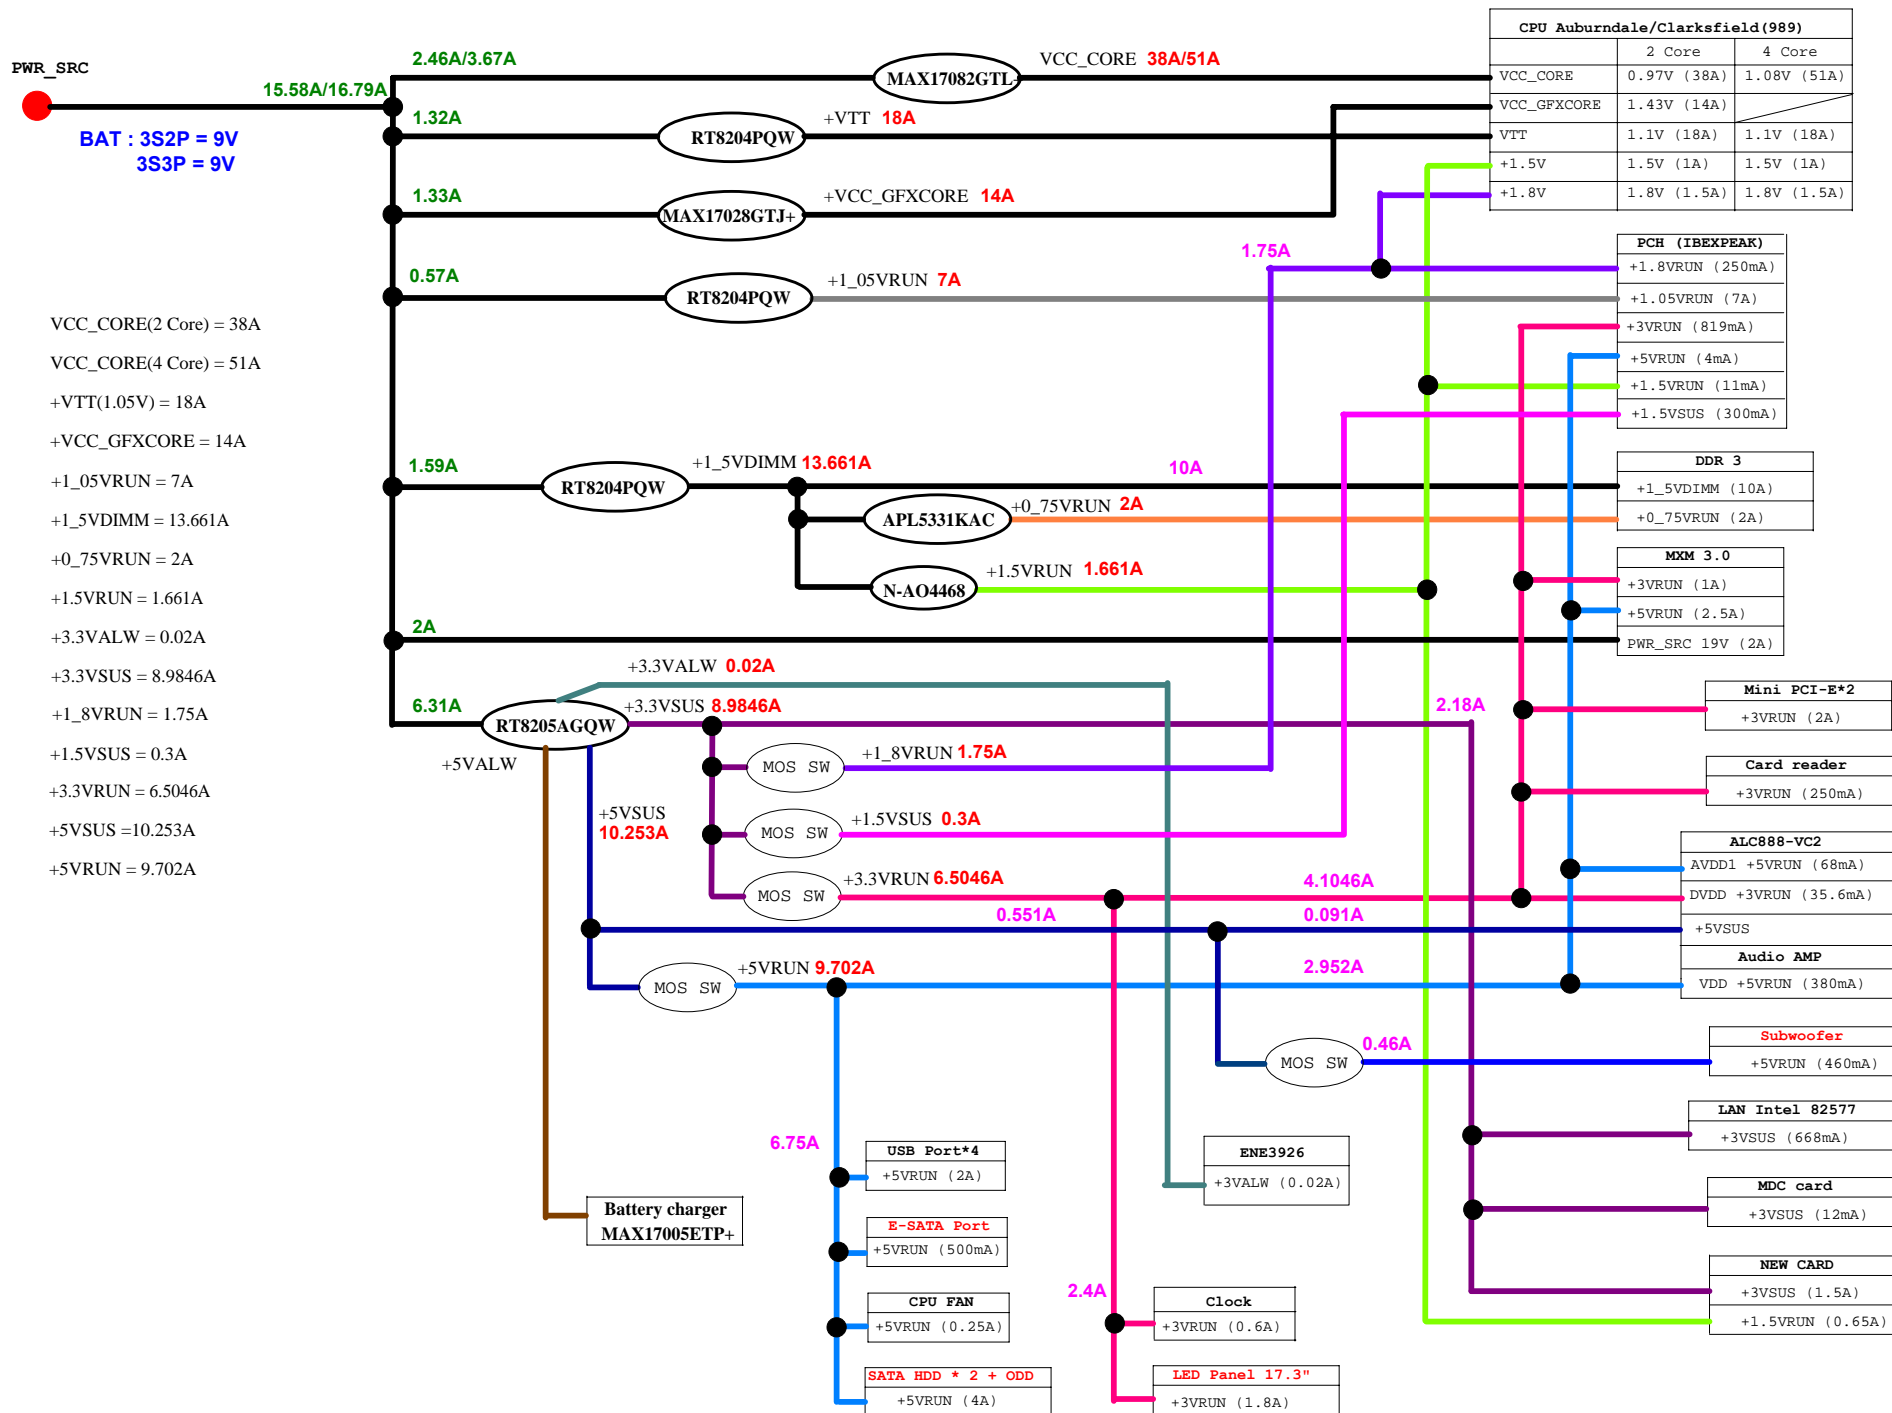 PWR_SRC
15.58A/16.79A
BAT : 3S2P = 9V
3S3P = 9V
VCC_CORE(2 Core) = 38A
VCC_CORE(4 Core) = 51A
+VTT(1.05V) = 18A
+VCC_GFXCORE = 14A
+1_05VRUN = 7A
+1_5VDIMM = 13.661A
+0_75VRUN = 2A
+1.5VRUN = 1.661A
+3.3VALW = 0.02A
+3.3VSUS = 8.9846A
+1_8VRUN = 1.75A
+1.5VSUS = 0.3A
+3.3VRUN = 6.5046A
+5VSUS =10.253A
+5VRUN = 9.702A
2.46A/3.67A
MAX17082GTL+
VCC_CORE 38A/51A
1.32A
RT8204PQW
+VTT 18A
1.33A
MAX17028GTJ+
+VCC_GFXCORE 14A
0.57A
RT8204PQW
+1_05VRUN 7A
1.59A
RT8204PQW
+1_5VDIMM 13.661A
10A
APL5331KAC
+0_75VRUN 2A
N-AO4468
+1.5VRUN 1.661A
2A
+3.3VALW 0.02A
6.31A
RT8205AGQW
+3.3VSUS 8.9846A
2.18A
+5VALW
MOS SW
+1_8VRUN 1.75A
1.75A
+5VSUS
10.253A
MOS SW
+1.5VSUS 0.3A
MOS SW
+3.3VRUN 6.5046A
4.1046A
0.551A
0.091A
MOS SW
+5VRUN 9.702A
2.952A
MOS SW
0.46A
6.75A
2.4A
CPU Auburndale/Clarksfield(989)
2 Core 4 Core
VCC_CORE 0.97V (38A) 1.08V (51A)
VCC_GFXCORE 1.43V (14A)
VTT 1.1V (18A) 1.1V (18A)
+1.5V 1.5V (1A) 1.5V (1A)
+1.8V 1.8V (1.5A) 1.8V (1.5A)
PCH (IBEXPEAK)
+1.8VRUN (250mA)
+1.05VRUN (7A)
+3VRUN (819mA)
+5VRUN (4mA)
+1.5VRUN (11mA)
+1.5VSUS (300mA)
DDR 3
+1_5VDIMM (10A)
+0_75VRUN (2A)
MXM 3.0
+3VRUN (1A)
+5VRUN (2.5A)
PWR_SRC 19V (2A)
Mini PCI-E*2
+3VRUN (2A)
Card reader
+3VRUN (250mA)
ALC888-VC2
AVDD1 +5VRUN (68mA)
DVDD +3VRUN (35.6mA)
+5VSUS
Audio AMP
VDD +5VRUN (380mA)
Subwoofer
+5VRUN (460mA)
LAN Intel 82577
+3VSUS (668mA)
MDC card
+3VSUS (12mA)
NEW CARD
+3VSUS (1.5A)
+1.5VRUN (0.65A)
USB Port*4
+5VRUN (2A)
E-SATA Port
+5VRUN (500mA)
CPU FAN
+5VRUN (0.25A)
SATA HDD * 2 + ODD
+5VRUN (4A)
ENE3926
+3VALW (0.02A)
Clock
+3VRUN (0.6A)
LED Panel 17.3"
+3VRUN (1.8A)
Battery charger
MAX17005ETP+